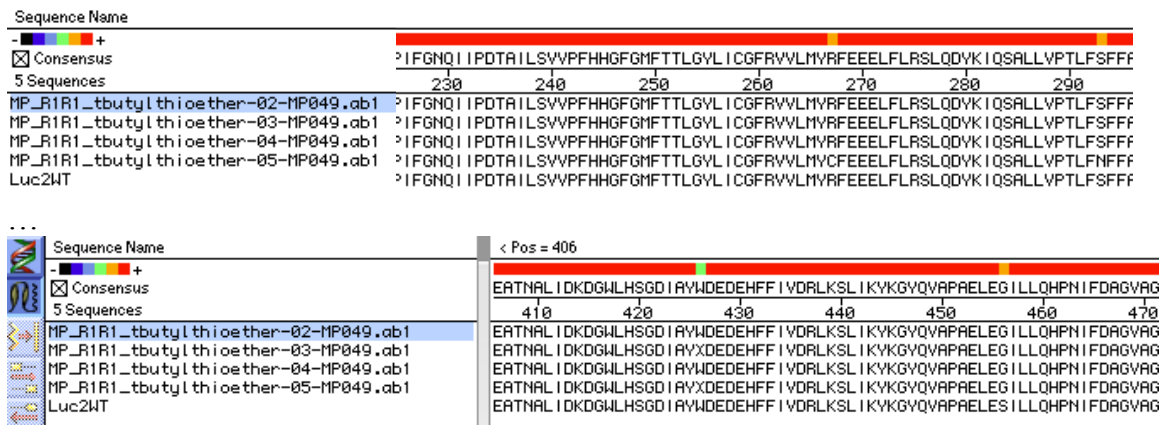 Sequence Name
- +
Consensus PIFGNQIIPDTAILSVVPFHHGFGMFTTLGYLICGFRVVLMYRFEEELFLRSLQDYKIQSALLVPTLFSFFA
5 Sequences 230 240 250 260 270 280 290
MP_R1R1_tbutylthioether-02-MP049.ab1 PIFGNQIIPDTAILSVVPFHHGFGMFTTLGYLICGFRVVLMYRFEEELFLRSLQDYKIQSALLVPTLFSFFA
MP_R1R1_tbutylthioether-03-MP049.ab1 PIFGNQIIPDTAILSVVPFHHGFGMFTTLGYLICGFRVVLMYRFEEELFLRSLQDYKIQSALLVPTLFSFFA
MP_R1R1_tbutylthioether-04-MP049.ab1 PIFGNQIIPDTAILSVVPFHHGFGMFTTLGYLICGFRVVLMYRFEEELFLRSLQDYKIQSALLVPTLFSFFA
MP_R1R1_tbutylthioether-05-MP049.ab1 PIFGNQIIPDTAILSVVPFHHGFGMFTTLGYLICGFRVVLMYCFEEELFLRSLQDYKIQSALLVPTLFNFFA
Luc2WT PIFGNQIIPDTAILSVVPFHHGFGMFTTLGYLICGFRVVLMYRFEEELFLRSLQDYKIQSALLVPTLFSFFA
...
Sequence Name < Pos = 406
- +
Consensus EATNALIDKDGWLHSGDIAYWDEDEHFFIVDRLKSLIKYKGYQVAPAELEGILLQHPNIFDAGVAG
5 Sequences 410 420 430 440 450 460 470
MP_R1R1_tbutylthioether-02-MP049.ab1 EATNALIDKDGWLHSGDIAYWDEDEHFFIVDRLKSLIKYKGYQVAPAELEGILLQHPNIFDAGVAG
MP_R1R1_tbutylthioether-03-MP049.ab1 EATNALIDKDGWLHSGDIAYXDEDEHFFIVDRLKSLIKYKGYQVAPAELEGILLQHPNIFDAGVAG
MP_R1R1_tbutylthioether-04-MP049.ab1 EATNALIDKDGWLHSGDIAYWDEDEHFFIVDRLKSLIKYKGYQVAPAELEGILLQHPNIFDAGVAG
MP_R1R1_tbutylthioether-05-MP049.ab1 EATNALIDKDGWLHSGDIAYXDEDEHFFIVDRLKSLIKYKGYQVAPAELEGILLQHPNIFDAGVAG
Luc2WT EATNALIDKDGWLHSGDIAYWDEDEHFFIVDRLKSLIKYKGYQVAPAELESILLQHPNIFDAGVAG